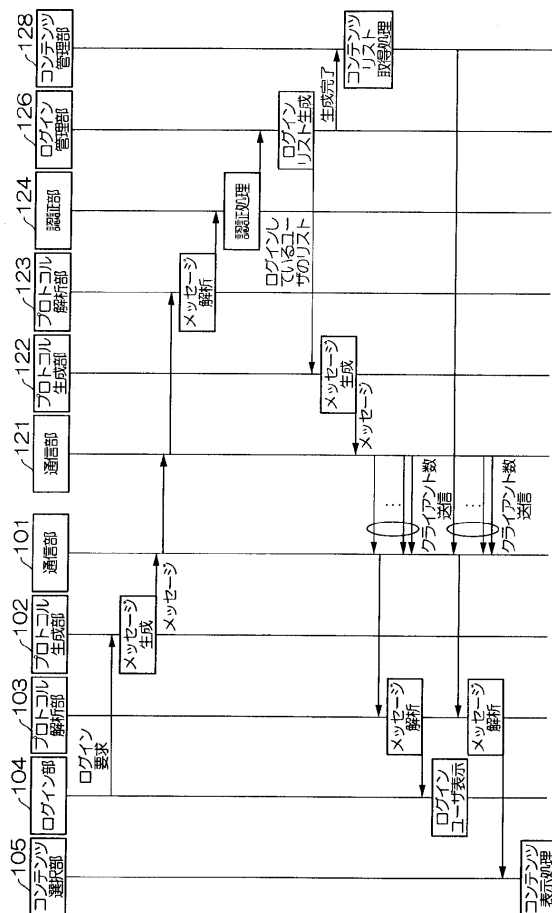 105
コンテンツ
選択部
104
ログイン部
103
プロトコル
解析部
102
プロトコル
生成部
101
通信部
121
通信部
122
プロトコル
生成部
123
プロトコル
解析部
124
認証部
126
ログイン
管理部
128
コンテンツ
管理部
ログイン
要求
メッセージ
生成
メッセージ
メッセージ
解析
認証処理
ログイン
リスト生成
ログインし
ているユー
ザのリスト
生成完了
メッセージ
生成
メッセージ
コンテンツ
リスト
取得処理
クライアント数
送信
メッセージ
解析
ログイン
ユーザ表示
クライアント数
送信
メッセージ
解析
コンテンツ
表示処理